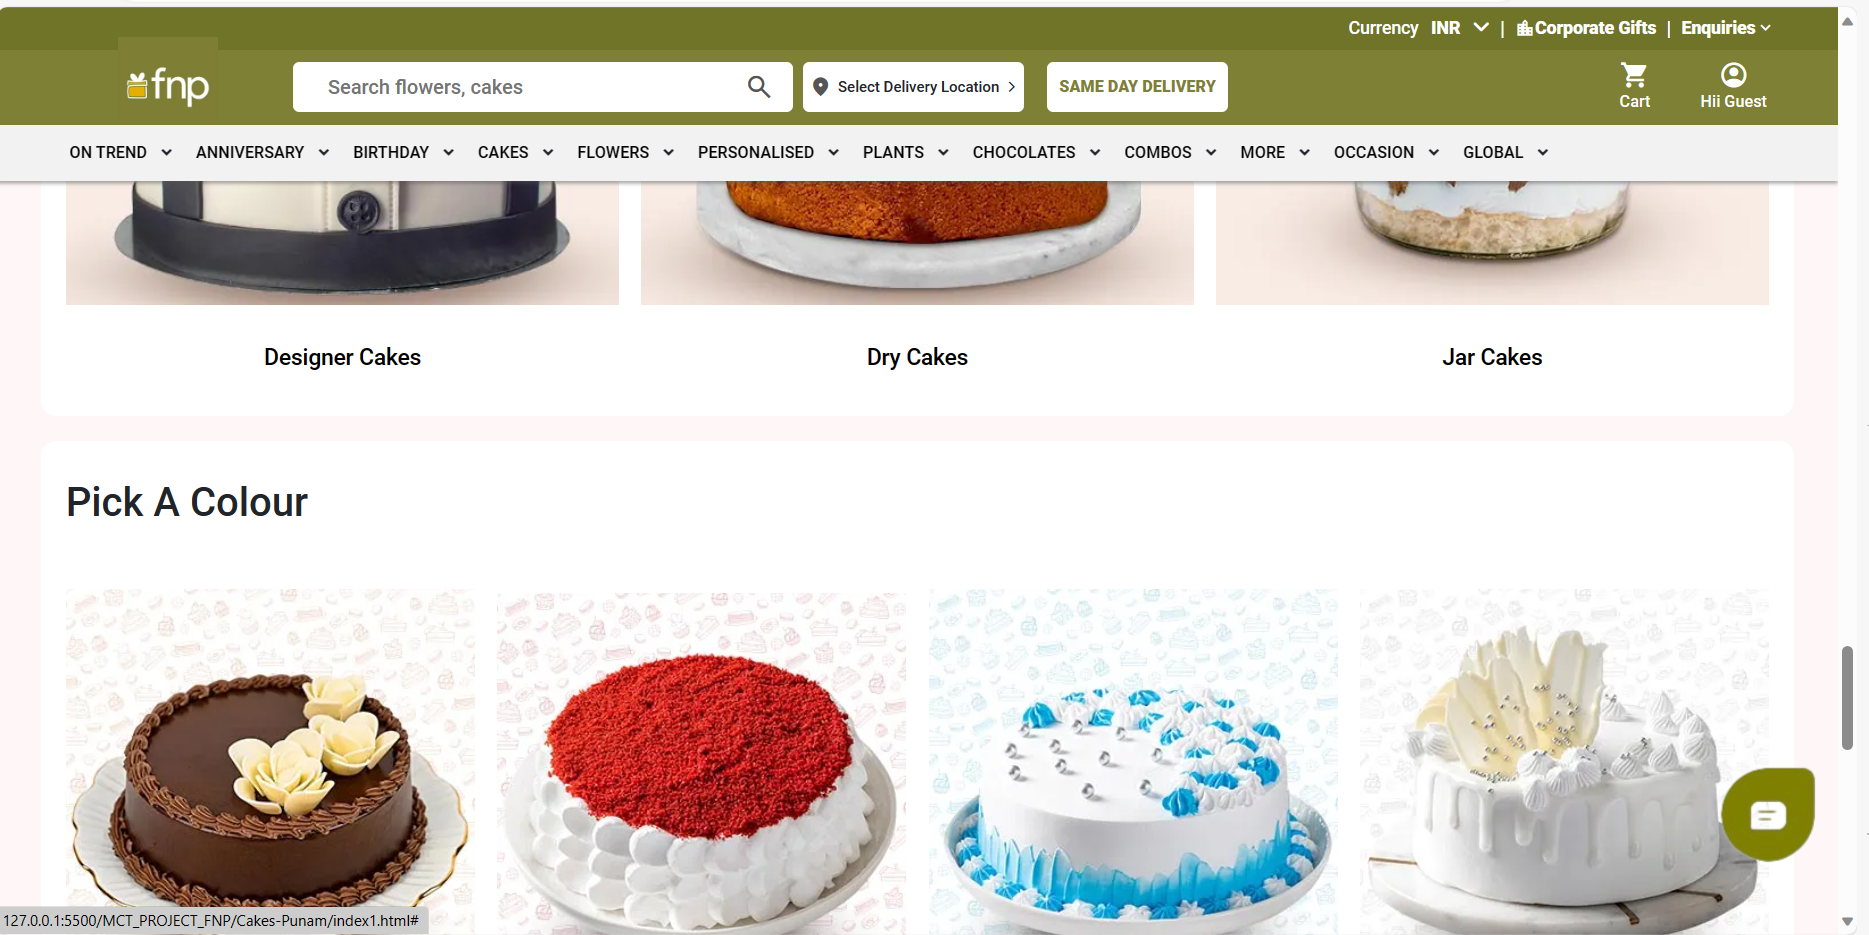 Currency INR | Corporate Gifts | Enquiries
fnp
Search flowers, cakes
Select Delivery Location
SAME DAY DELIVERY
Cart
Hii Guest
ON TREND ANNIVERSARY BIRTHDAY CAKES FLOWERS PERSONALISED PLANTS CHOCOLATES COMBOS MORE OCCASION GLOBAL
Designer Cakes
Dry Cakes
Jar Cakes
Pick A Colour
127.0.0.1:5500/MCT_PROJECT_FNP/Cakes-Punam/index1.html#